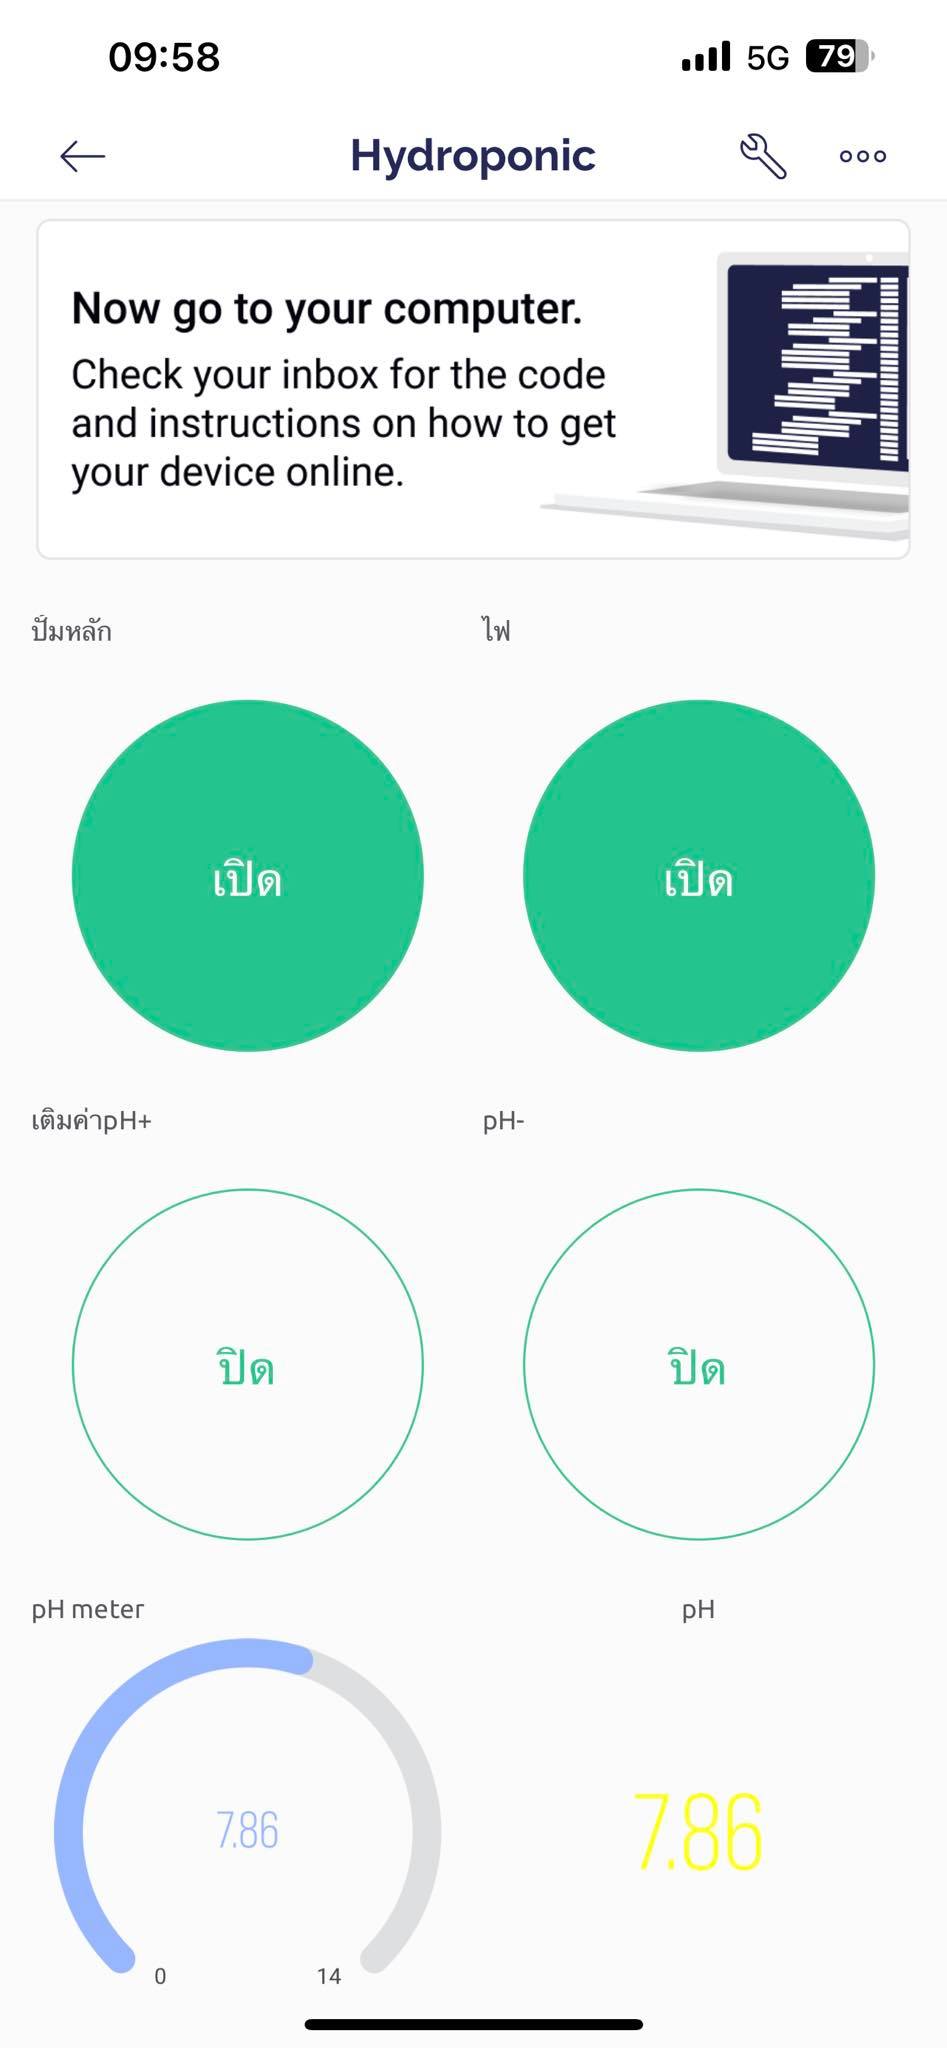 09:58 5G 79
Hydroponic
Now go to your computer.
Check your inbox for the code
and instructions on how to get
your device online.
ปั๊มหลัก ไฟ
เปิด เปิด
เติมค่าpH+ pH-
ปิด ปิด
pH meter pH
7.86 7.86
0 14